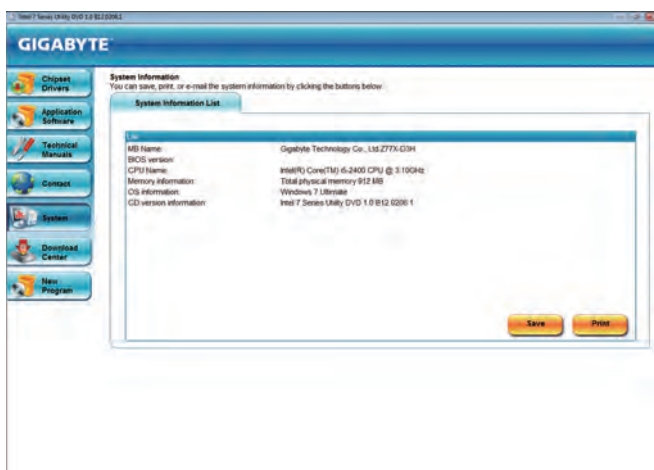 Intel 7 Series Utility DVD 1.0 B12.0206.1
GIGABYTE
Chipset
Drivers
Application
Software
Technical
Manuals
Contact
System
Download
Center
New
Program
System Information
You can save, print, or e-mail the system information by clicking the buttons below.
System Information List
List
MB Name: Gigabyte Technology Co., Ltd.Z77X-D3H
BIOS version:
CPU Name: Intel(R) Core(TM) i5-2400 CPU @ 3.10GHz
Memory information: Total physical memory 912 MB
OS information: Windows 7 Ultimate
CD version information: Intel 7 Series Utility DVD 1.0 B12.0206.1
Save Print